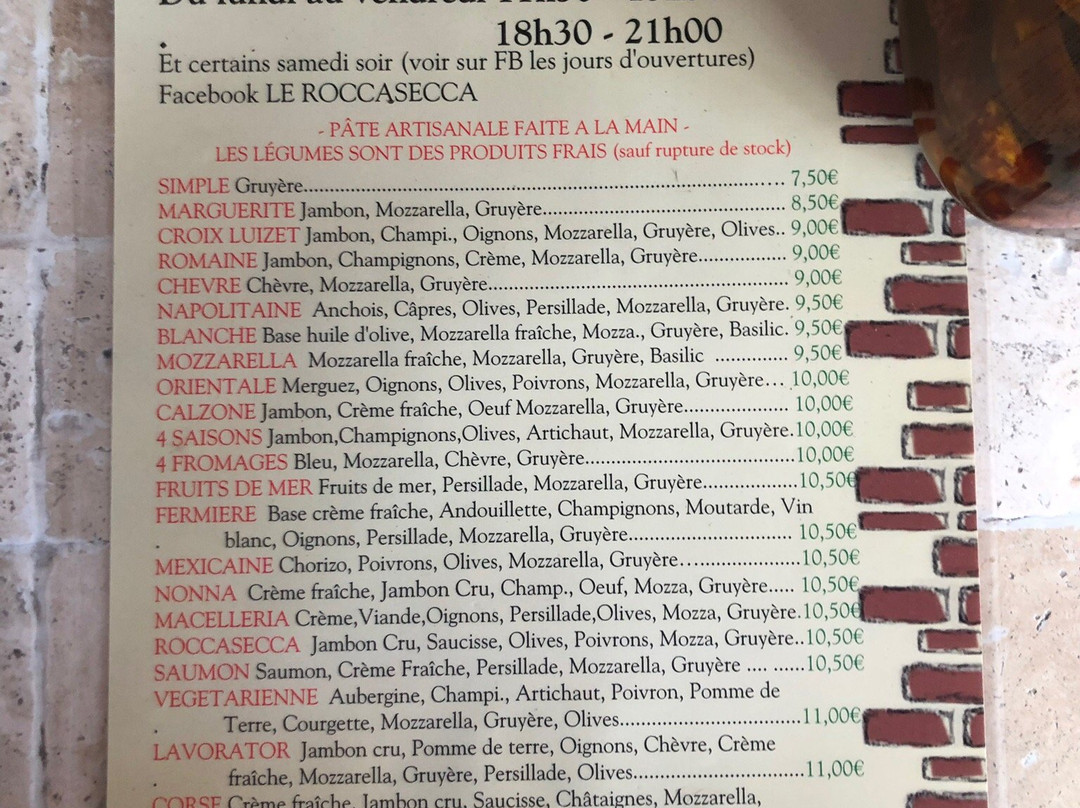 Du lundi au vendredi
18h30 - 21h00
Et certains samedi soir (voir sur FB les jours d'ouvertures)
Facebook LE ROCCASECCA
- PÂTE ARTISANALE FAITE A LA MAIN -
LES LÉGUMES SONT DES PRODUITS FRAIS (sauf rupture de stock)
SIMPLE Gruyère.................................................................................... 7,50€
MARGUERITE Jambon, Mozzarella, Gruyère.......................................... 8,50€
CROIX LUIZET Jambon, Champi., Oignons, Mozzarella, Gruyère, Olives.. 9,00€
ROMAINE Jambon, Champignons, Crème, Mozzarella, Gruyère............... 9,00€
CHEVRE Chèvre, Mozzarella, Gruyère.................................................... 9,00€
NAPOLITAINE Anchois, Câpres, Olives, Persillade, Mozzarella, Gruyère. 9,50€
BLANCHE Base huile d'olive, Mozzarella fraîche, Mozza., Gruyère, Basilic. 9,50€
MOZZARELLA Mozzarella fraîche, Mozzarella, Gruyère, Basilic ............. 9,50€
ORIENTALE Merguez, Oignons, Olives, Poivrons, Mozzarella, Gruyère... 10,00€
CALZONE Jambon, Crème fraîche, Oeuf Mozzarella, Gruyère.................. 10,00€
4 SAISONS Jambon,Champignons,Olives, Artichaut, Mozzarella, Gruyère.10,00€
4 FROMAGES Bleu, Mozzarella, Chèvre, Gruyère....................................10,00€
FRUITS DE MER Fruits de mer, Persillade, Mozzarella, Gruyère................10,50€
FERMIERE Base crème fraîche, Andouillette, Champignons, Moutarde, Vin
. blanc, Oignons, Persillade, Mozzarella, Gruyère............................ 10,50€
MEXICAINE Chorizo, Poivrons, Olives, Mozzarella, Gruyère.....................10,50€
NONNA Crème fraîche, Jambon Cru, Champ., Oeuf, Mozza, Gruyère..... 10,50€
MACELLERIA Crème,Viande,Oignons, Persillade,Olives, Mozza, Gruyère.10,50€
ROCCASECCA Jambon Cru, Saucisse, Olives, Poivrons, Mozza, Gruyère..10,50€
SAUMON Saumon, Crème Fraîche, Persillade, Mozzarella, Gruyère .... ......10,50€
VEGETARIENNE Aubergine, Champi., Artichaut, Poivron, Pomme de
. Terre, Courgette, Mozzarella, Gruyère, Olives...............................11,00€
LAVORATOR Jambon cru, Pomme de terre, Oignons, Chèvre, Crème
. fraîche, Mozzarella, Gruyère, Persillade, Olives.............................11,00€
CORSE Crème fraîche, Jambon cru, Saucisse, Châtaignes, Mozzarella,